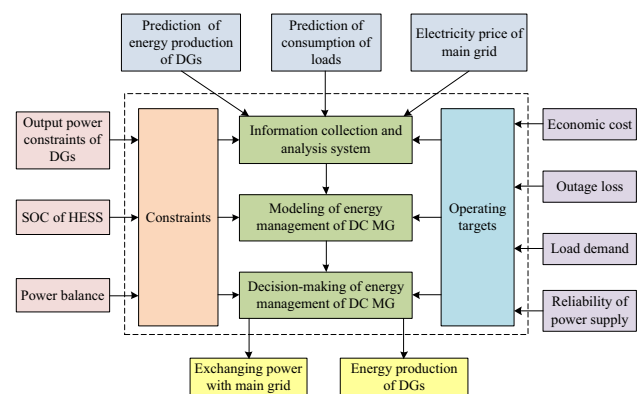 Prediction of
energy production
of DGs
Prediction of
consumption of
loads
Electricity price of
main grid
Output power
constraints of
DGs
SOC of HESS
Power balance
Constraints
Information collection and
analysis system
Modeling of energy
management of DC MG
Decision-making of energy
management of DC MG
Operating
targets
Economic cost
Outage loss
Load demand
Reliability of
power supply
Exchanging power
with main grid
Energy production
of DGs